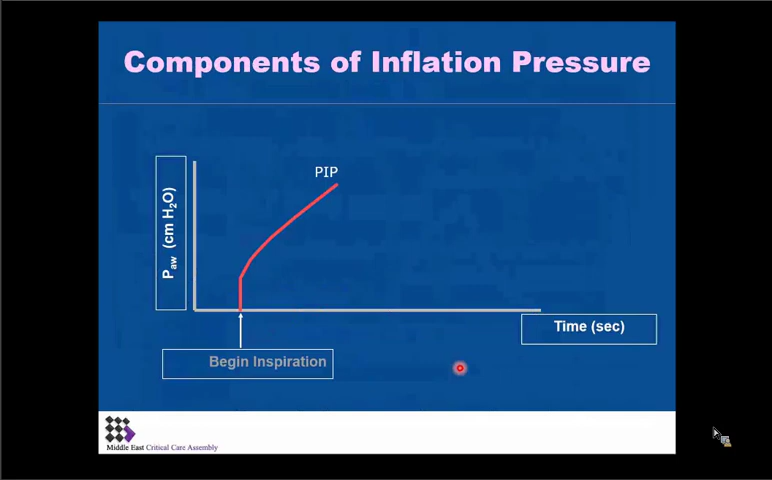 Components of Inflation Pressure
PIP
Paw (cm H2O)
Time (sec)
Begin Inspiration
Middle East Critical Care Assembly